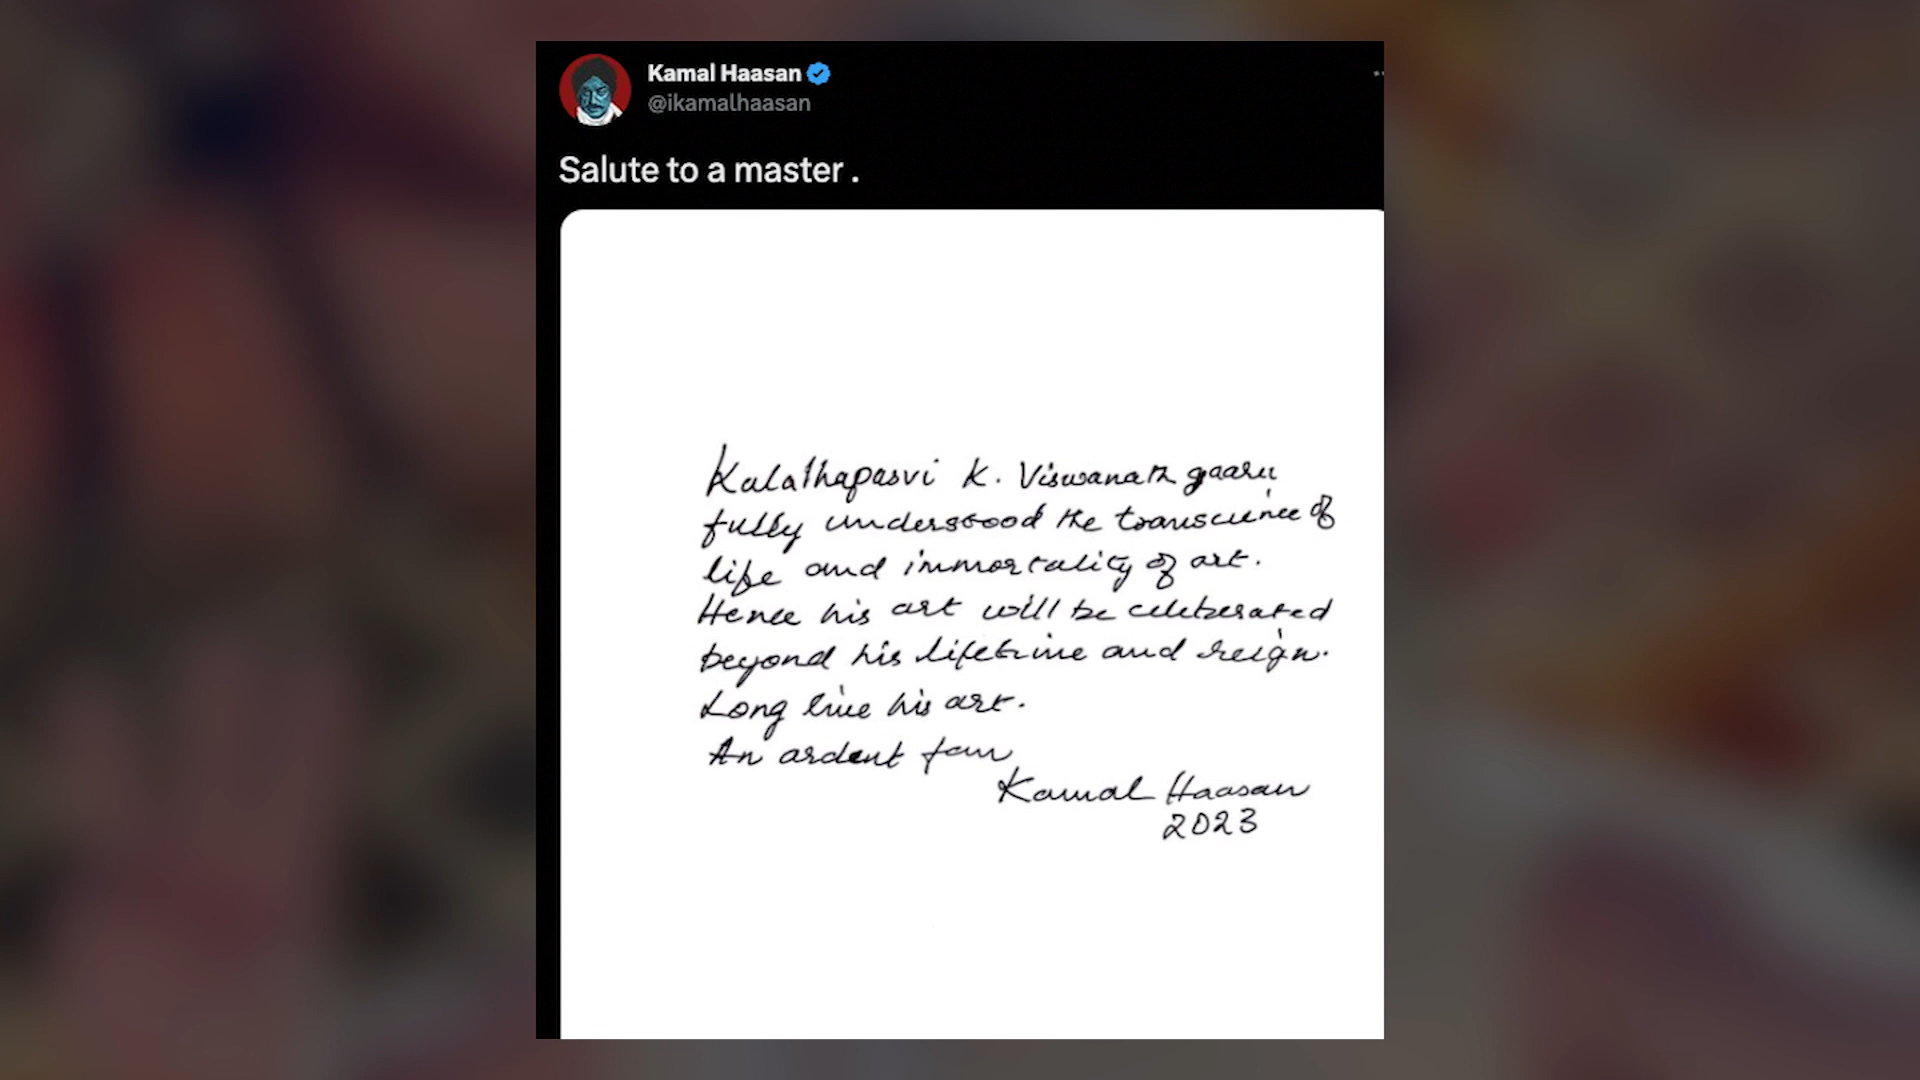 Kamal Haasan
@ikamalhaasan
Salute to a master .
Kalathapasvi K. Viswanath gaaru
fully understood the transcience of
life and immortality of art.
Hence his art will be celeberated
beyond his lifetime and reign.
Long live his art.
An ardent fan
Kamal Haasan
2023